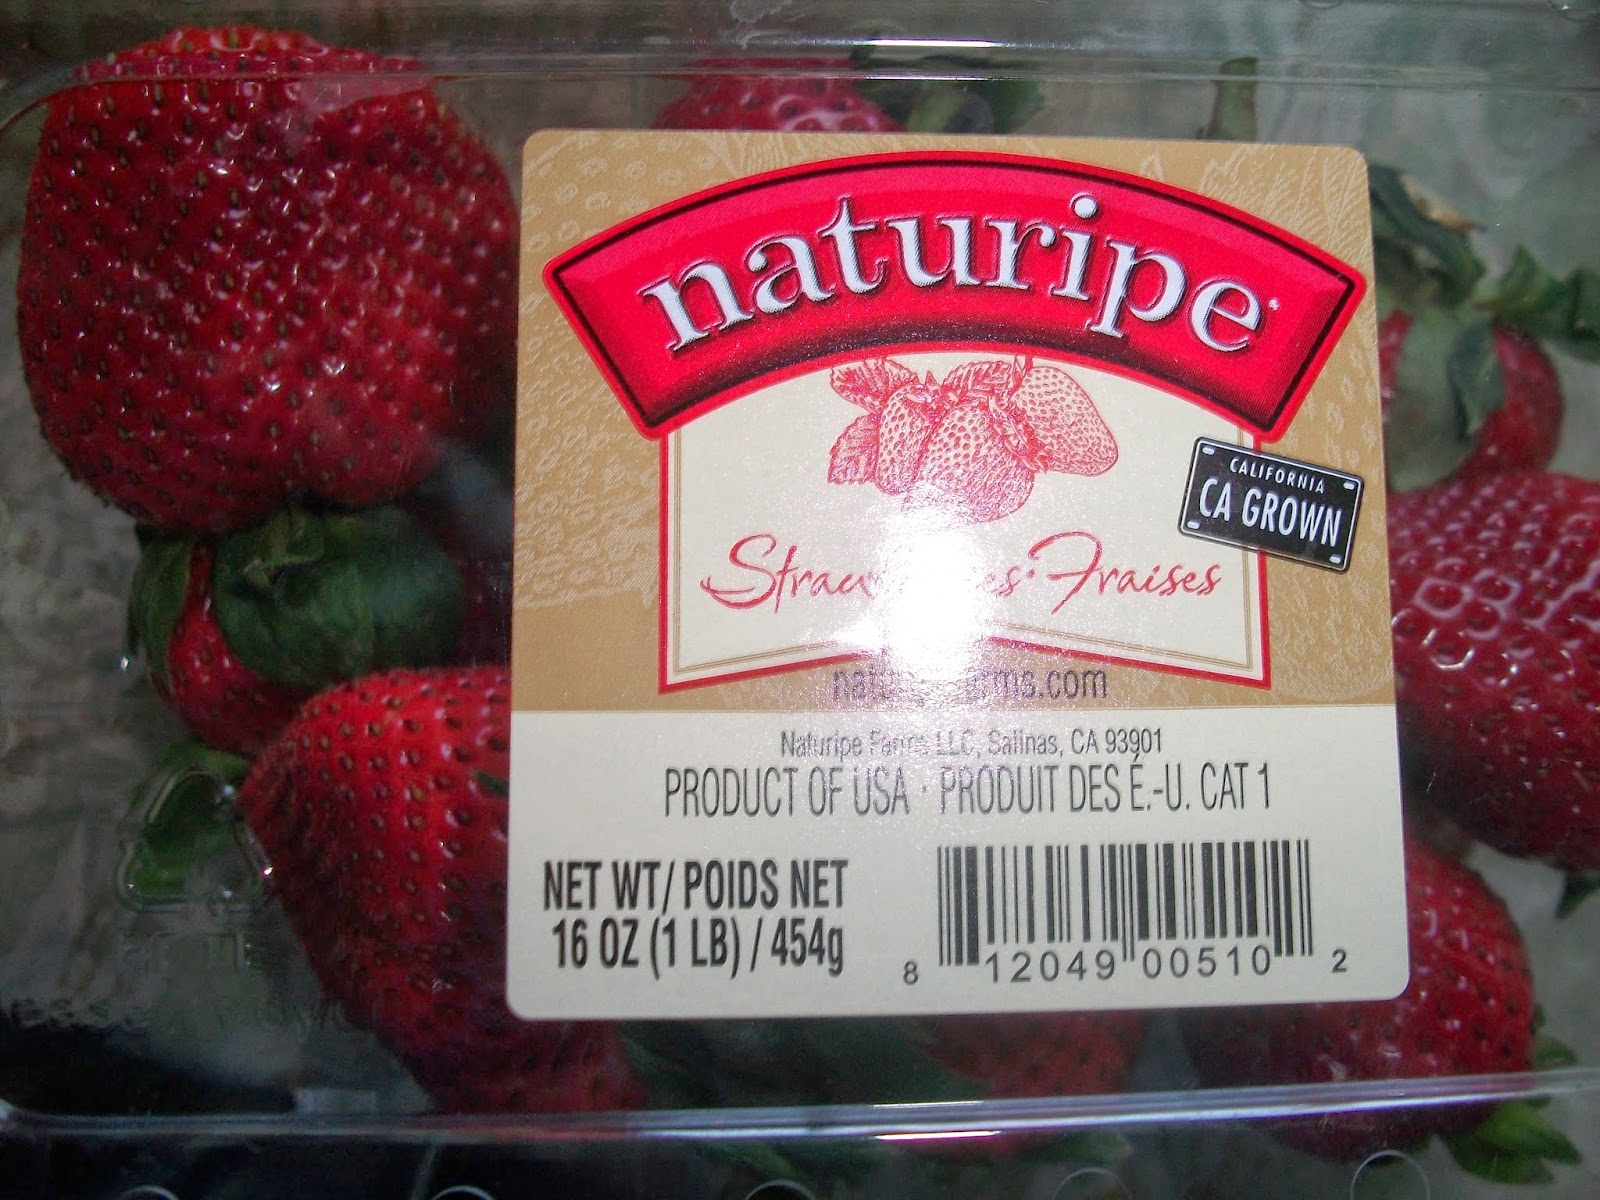 naturipe
CALIFORNIA
CA GROWN
Fraises
Naturipe Farms LLC, Salinas, CA 93901
PRODUCT OF USA · PRODUIT DES É.-U. CAT 1
NET WT/ POIDS NET
16 OZ (1 LB) / 454g
8 12049 00510 2